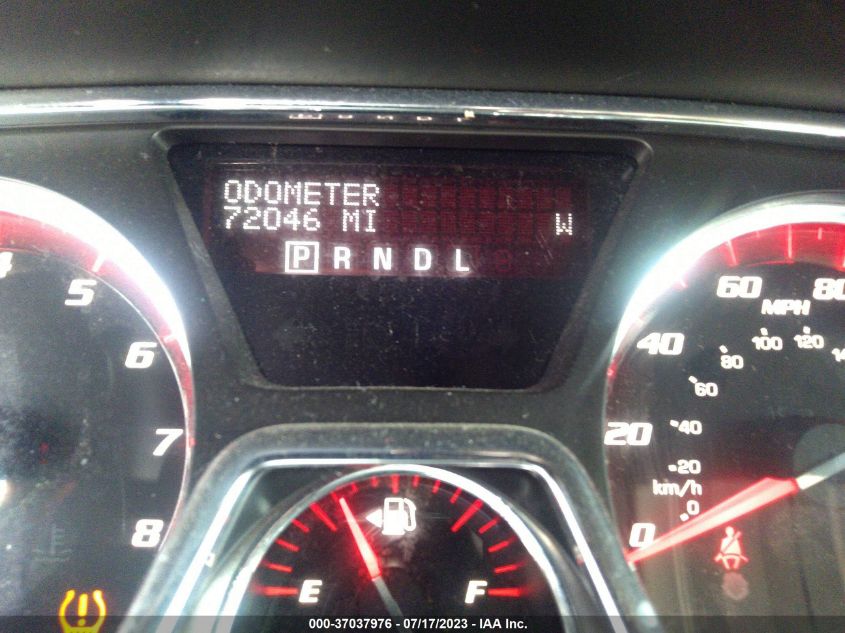 ODOMETER
72046 MI W
P R N D L
4 5 6 7 8
0 20 40 60 80
MPH
0 20 40 60 80 100 120
km/h
E F
000-37037976 - 07/17/2023 - IAA Inc.